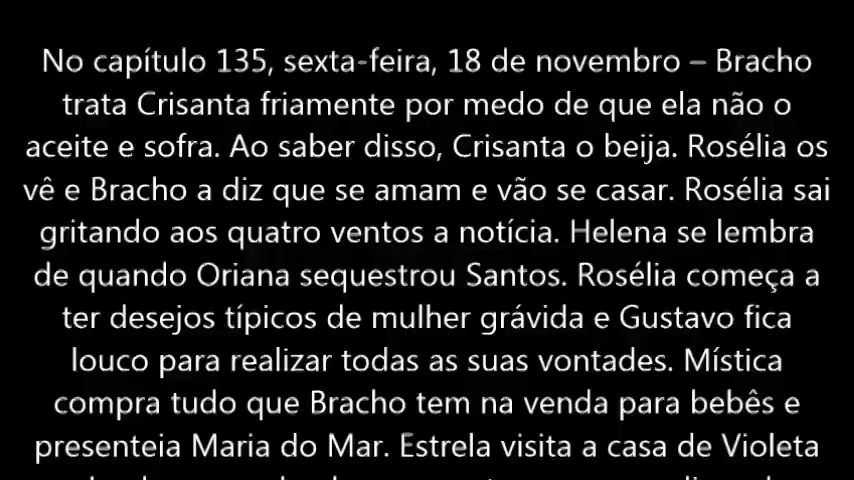 No capítulo 135, sexta-feira, 18 de novembro – Bracho
trata Crisanta friamente por medo de que ela não o
aceite e sofra. Ao saber disso, Crisanta o beija. Rosélia os
vê e Bracho a diz que se amam e vão se casar. Rosélia sai
gritando aos quatro ventos a notícia. Helena se lembra
de quando Oriana sequestrou Santos. Rosélia começa a
ter desejos típicos de mulher grávida e Gustavo fica
louco para realizar todas as suas vontades. Mística
compra tudo que Bracho tem na venda para bebês e
presenteia Maria do Mar. Estrela visita a casa de Violeta